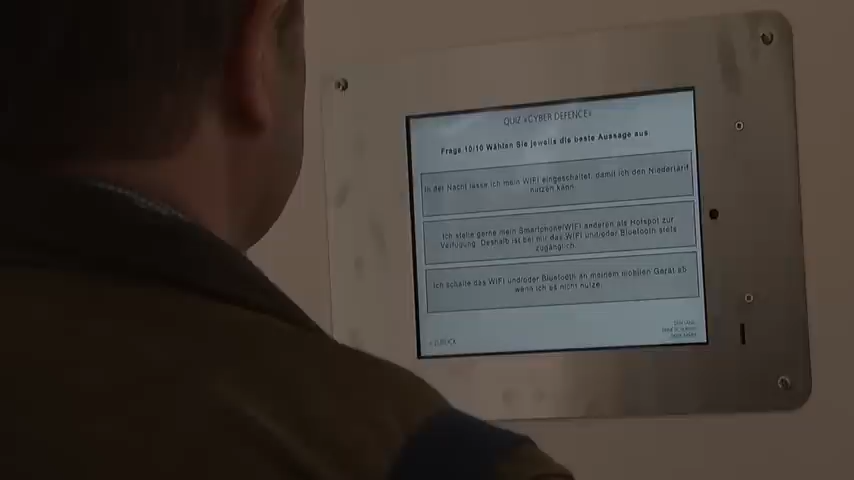 QUIZ «CYBER DEFENCE»
Frage 10/10 Wählen Sie jeweils die beste Aussage aus.
In der Nacht lasse ich mein WIFI eingeschaltet, damit ich den Niedertarif
nutzen kann.
Ich stelle gerne mein Smartphone/WIFI anderen als Hotspot zur
Verfügung. Deshalb ist bei mir das WIFI und/oder Bluetooth stets
zugänglich.
Ich schalte das WIFI und/oder Bluetooth an meinem mobilen Gerät ab
wenn ich es nicht nutze.
ZURÜCK